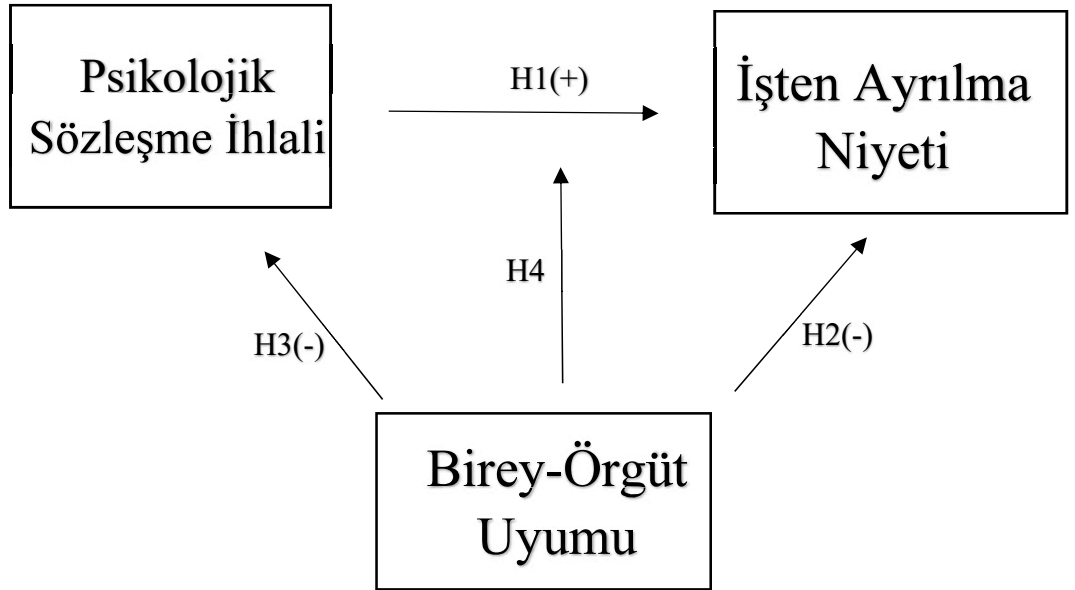 Psikolojik
Sözleşme İhlali
H1(+)
İşten Ayrılma
Niyeti
H4
H3(-)
H2(-)
Birey-Örgüt
Uyumu